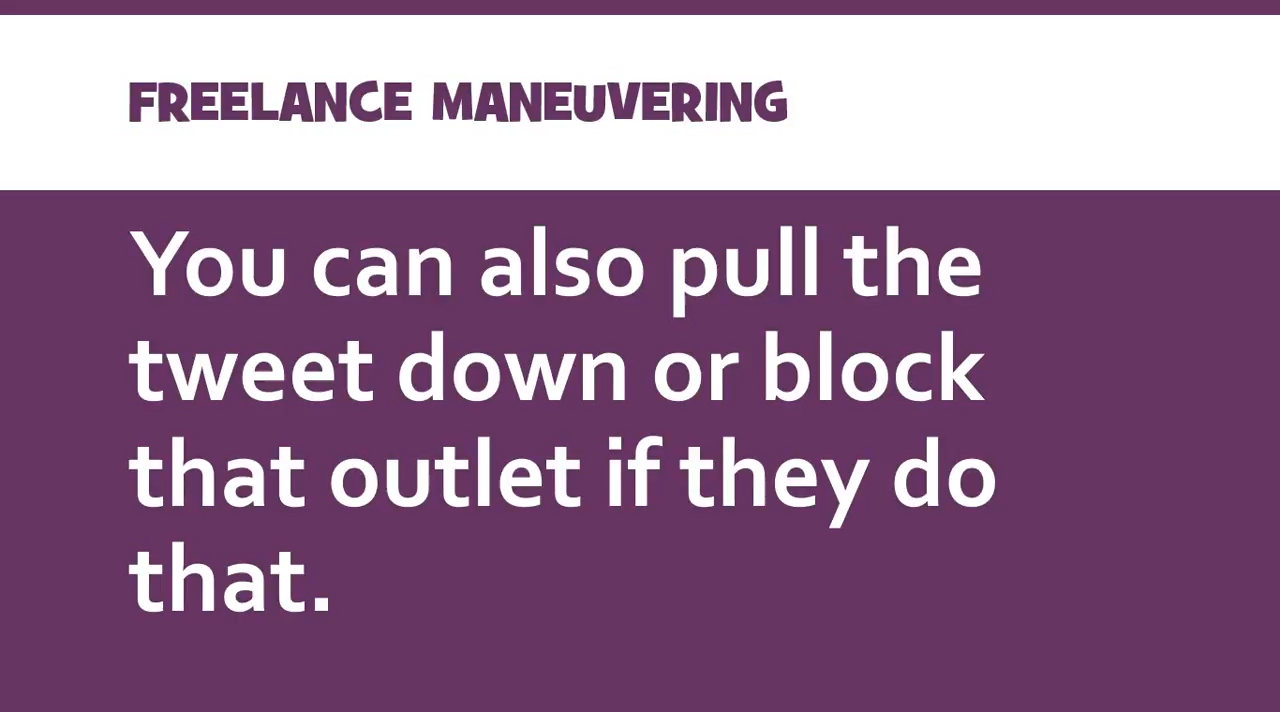 FREELANCE MANEUVERING
You can also pull the
tweet down or block
that outlet if they do
that.